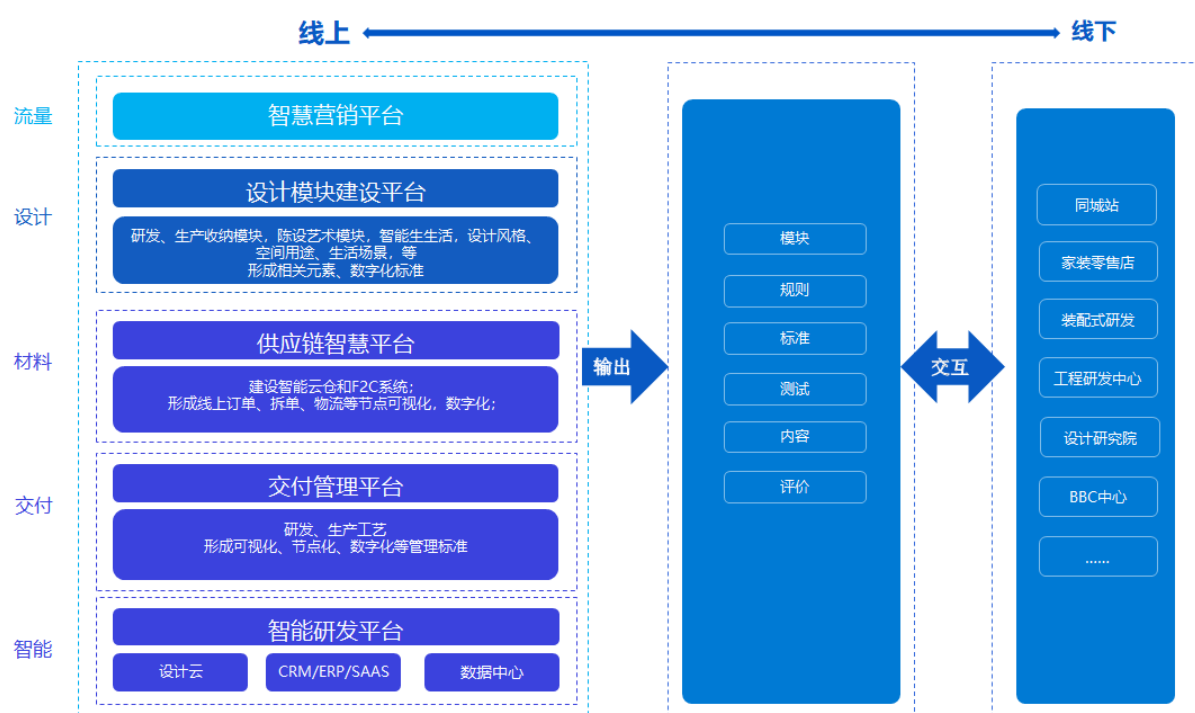 线上
线下
流量
智慧营销平台
设计
设计模块建设平台
研发、生产收纳模块，陈设艺术模块，智能生生活，设计风格、
空间用途、生活场景，等
形成相关元素、数字化标准
材料
供应链智慧平台
建设智能云仓和F2C系统；
形成线上订单、拆单、物流等节点可视化，数字化；
交付
交付管理平台
研发、生产工艺
形成可视化、节点化、数字化等管理标准
智能
智能研发平台
设计云
CRM/ERP/SAAS
数据中心
输出
模块
规则
标准
测试
内容
评价
交互
同城站
家装零售店
装配式研发
工程研发中心
设计研究院
BBC中心
......